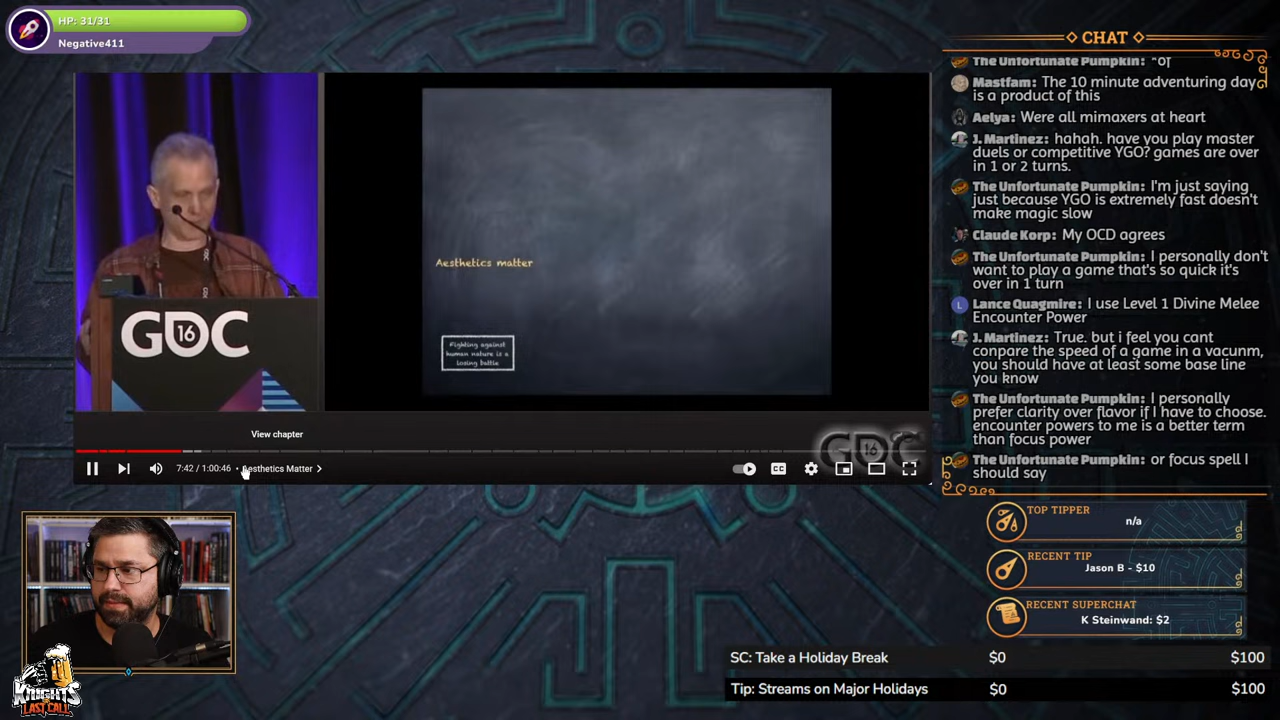 HP: 31/31
Negative411
Aesthetics matter
Fighting against
human nature is a
losing battle
GDC
16
View chapter
GDC
16
7:42 / 1:00:46 • Aesthetics Matter
CHAT
The Unfortunate Pumpkin: *of
Mastfam: The 10 minute adventuring day
is a product of this
Aelya: Were all mimaxers at heart
J. Martinez: hahah. have you play master
duels or competitive YGO? games are over
in 1 or 2 turns.
The Unfortunate Pumpkin: I'm just saying
just because YGO is extremely fast doesn't
make magic slow
Claude Korp: My OCD agrees
The Unfortunate Pumpkin: I personally don't
want to play a game that's so quick it's
over in 1 turn
L
Lance Quagmire: I use Level 1 Divine Melee
Encounter Power
J. Martinez: True. but i feel you cant
conpare the speed of a game in a vacunm,
you should have at least some base line
you know
The Unfortunate Pumpkin: I personally
prefer clarity over flavor if I have to choose.
encounter powers to me is a better term
than focus power
The Unfortunate Pumpkin: or focus spell I
should say
TOP TIPPER
n/a
RECENT TIP
Jason B - $10
RECENT SUPERCHAT
K Steinwand: $2
SC: Take a Holiday Break $0 $100
Tip: Streams on Major Holidays $0 $100
KNIGHTS
LAST CALL